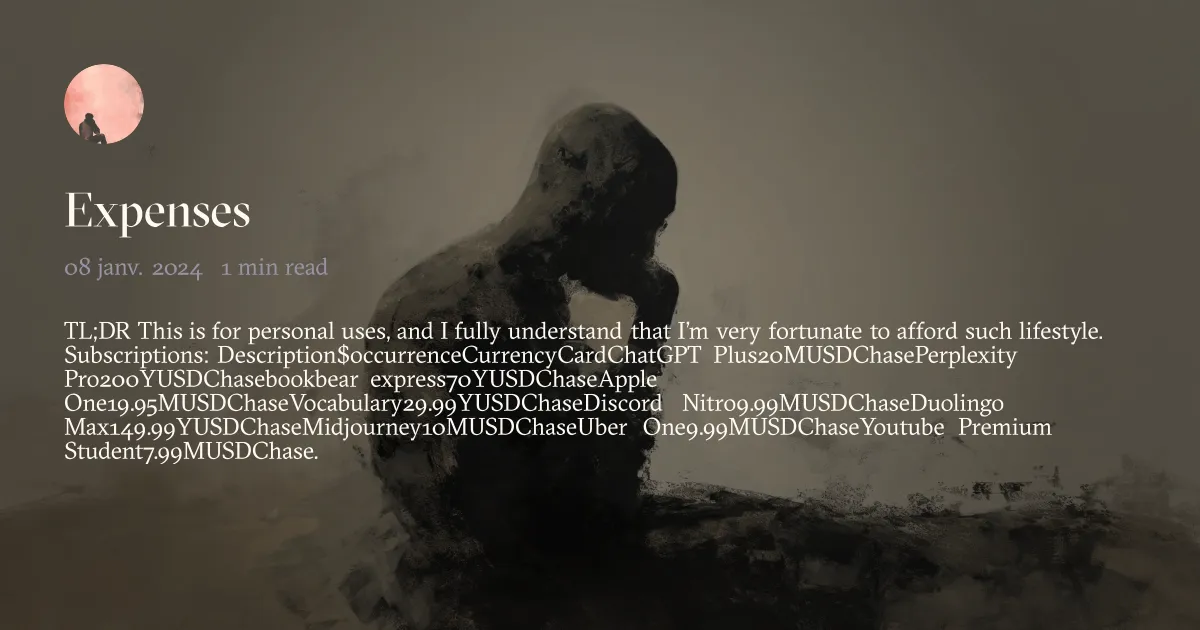 Expenses
08 janv. 2024 1 min read
TL;DR This is for personal uses, and I fully understand that I'm very fortunate to afford such lifestyle.
Subscriptions: Description$occurrenceCurrencyCardChatGPT Plus20MUSDChasePerplexity
Pro200YUSDChasebookbear express70YUSDChaseApple
One19.95MUSDChaseVocabulary29.99YUSDChaseDiscord Nitro9.99MUSDChaseDuolingo
Max149.99YUSDChaseMidjourney10MUSDChaseUber One9.99MUSDChaseYoutube Premium
Student7.99MUSDChase.